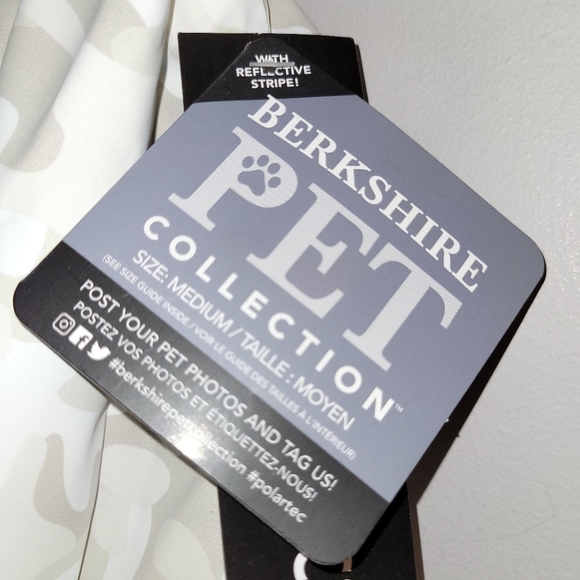 WITH
REFLECTIVE
STRIPE!
BERKSHIRE
PET
COLLECTION™
SIZE: MEDIUM / TAILLE : MOYEN
(SEE SIZE GUIDE INSIDE / VOIR LE GUIDE DES TAILLES À L'INTÉRIEUR)
POST YOUR PET PHOTOS AND TAG US!
POSTEZ VOS PHOTOS ET ÉTIQUETTEZ-NOUS!
#berkshirepetcollection #polartec